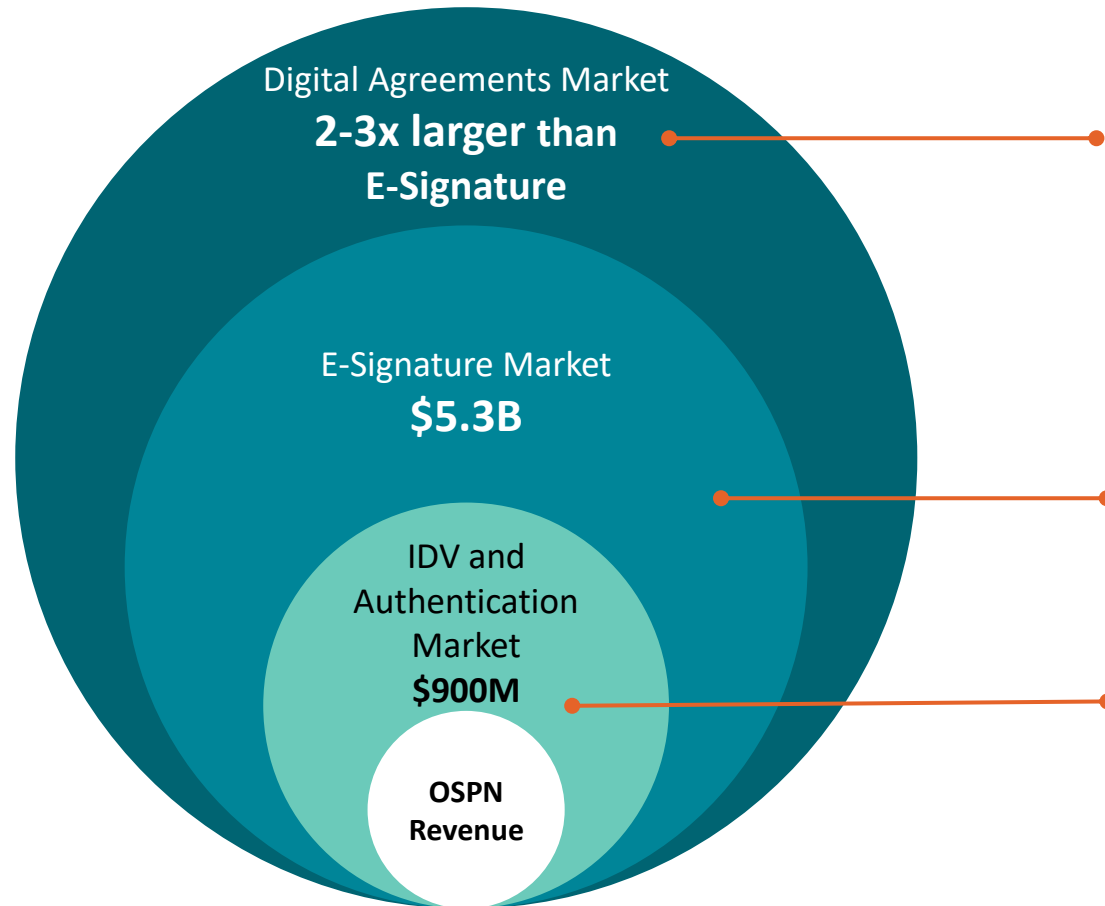 Digital Agreements Market
2-3x larger than
E-Signature
E-Signature Market
$5.3B
IDV and
Authentication
Market
$900M
OSPN
Revenue